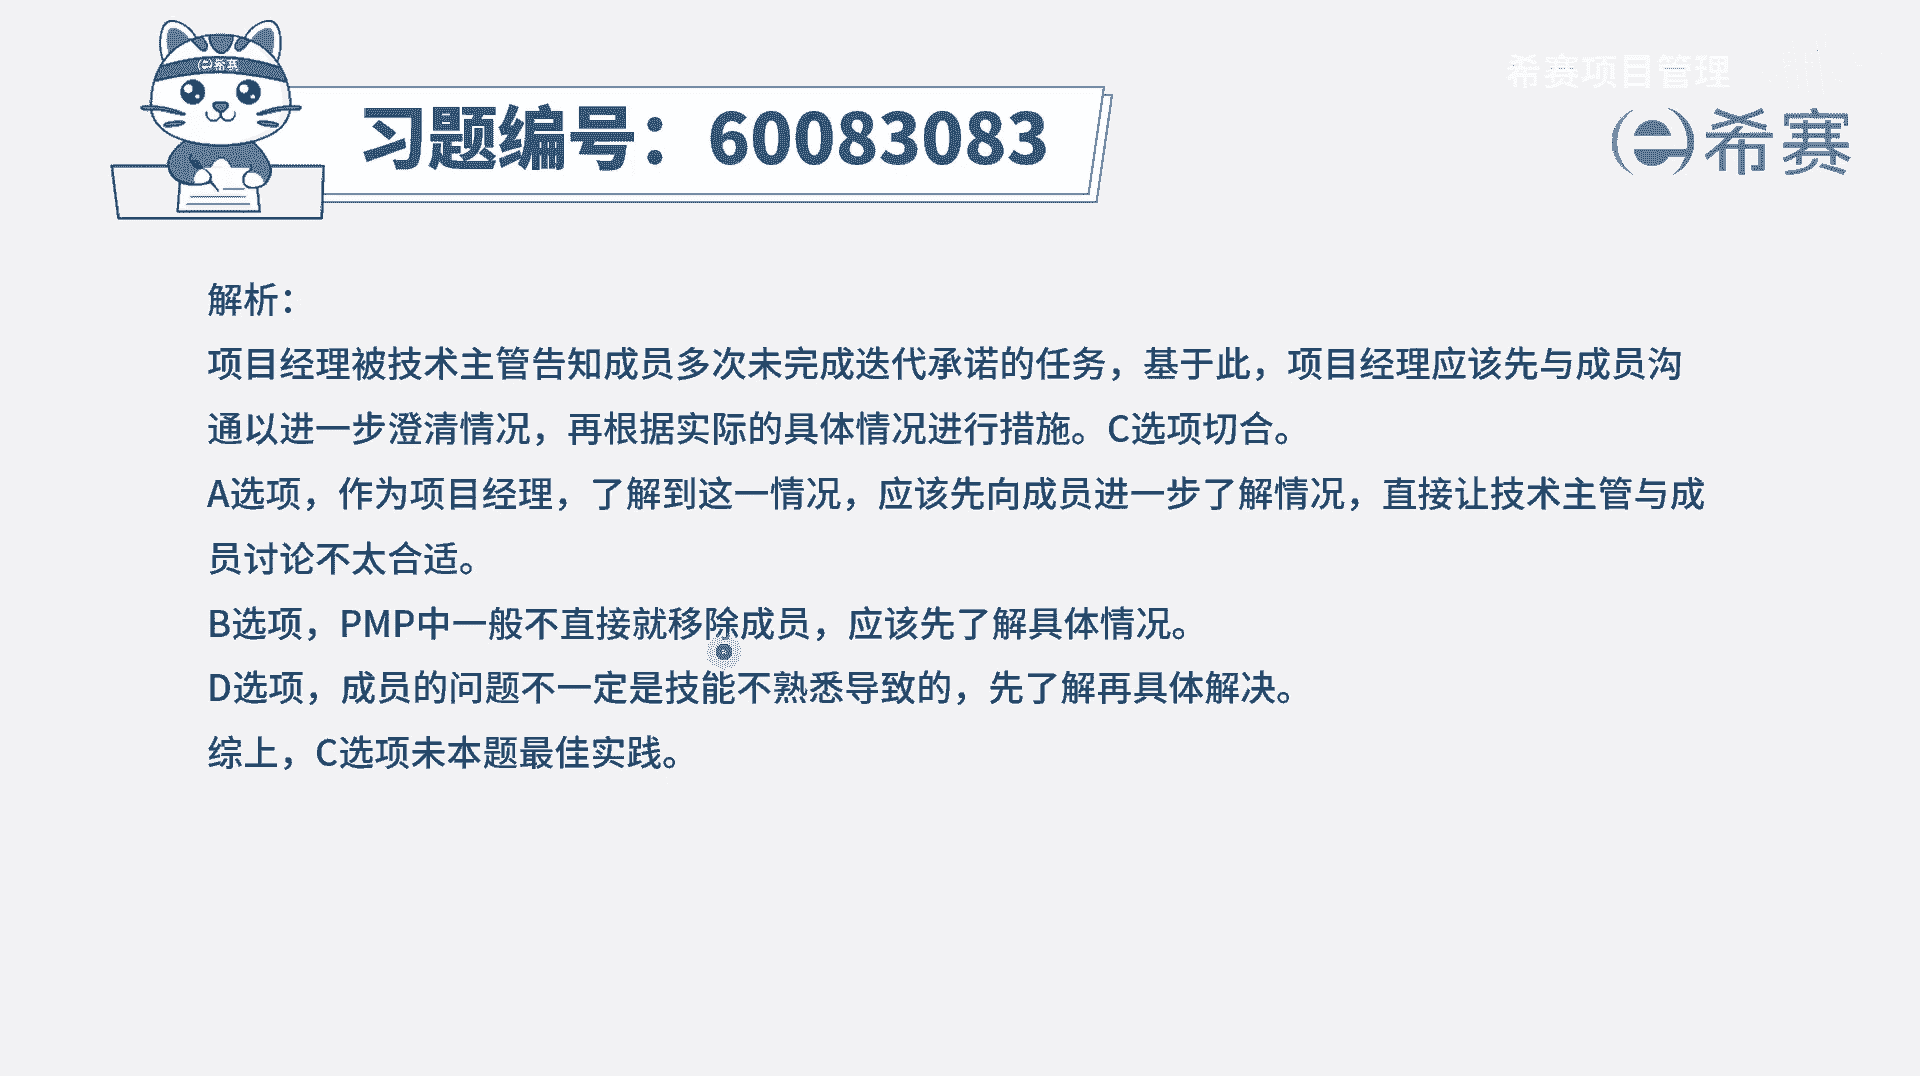 希赛
希赛项目管理
习题编号：60083083
希赛
解析：
项目经理被技术主管告知成员多次未完成迭代承诺的任务，基于此，项目经理应该先与成员沟
通以进一步澄清情况，再根据实际的具体情况进行措施。C选项切合。
A选项，作为项目经理，了解到这一情况，应该先向成员进一步了解情况，直接让技术主管与成
员讨论不太合适。
B选项，PMP中一般不直接就移除成员，应该先了解具体情况。
D选项，成员的问题不一定是技能不熟悉导致的，先了解再具体解决。
综上，C选项未本题最佳实践。